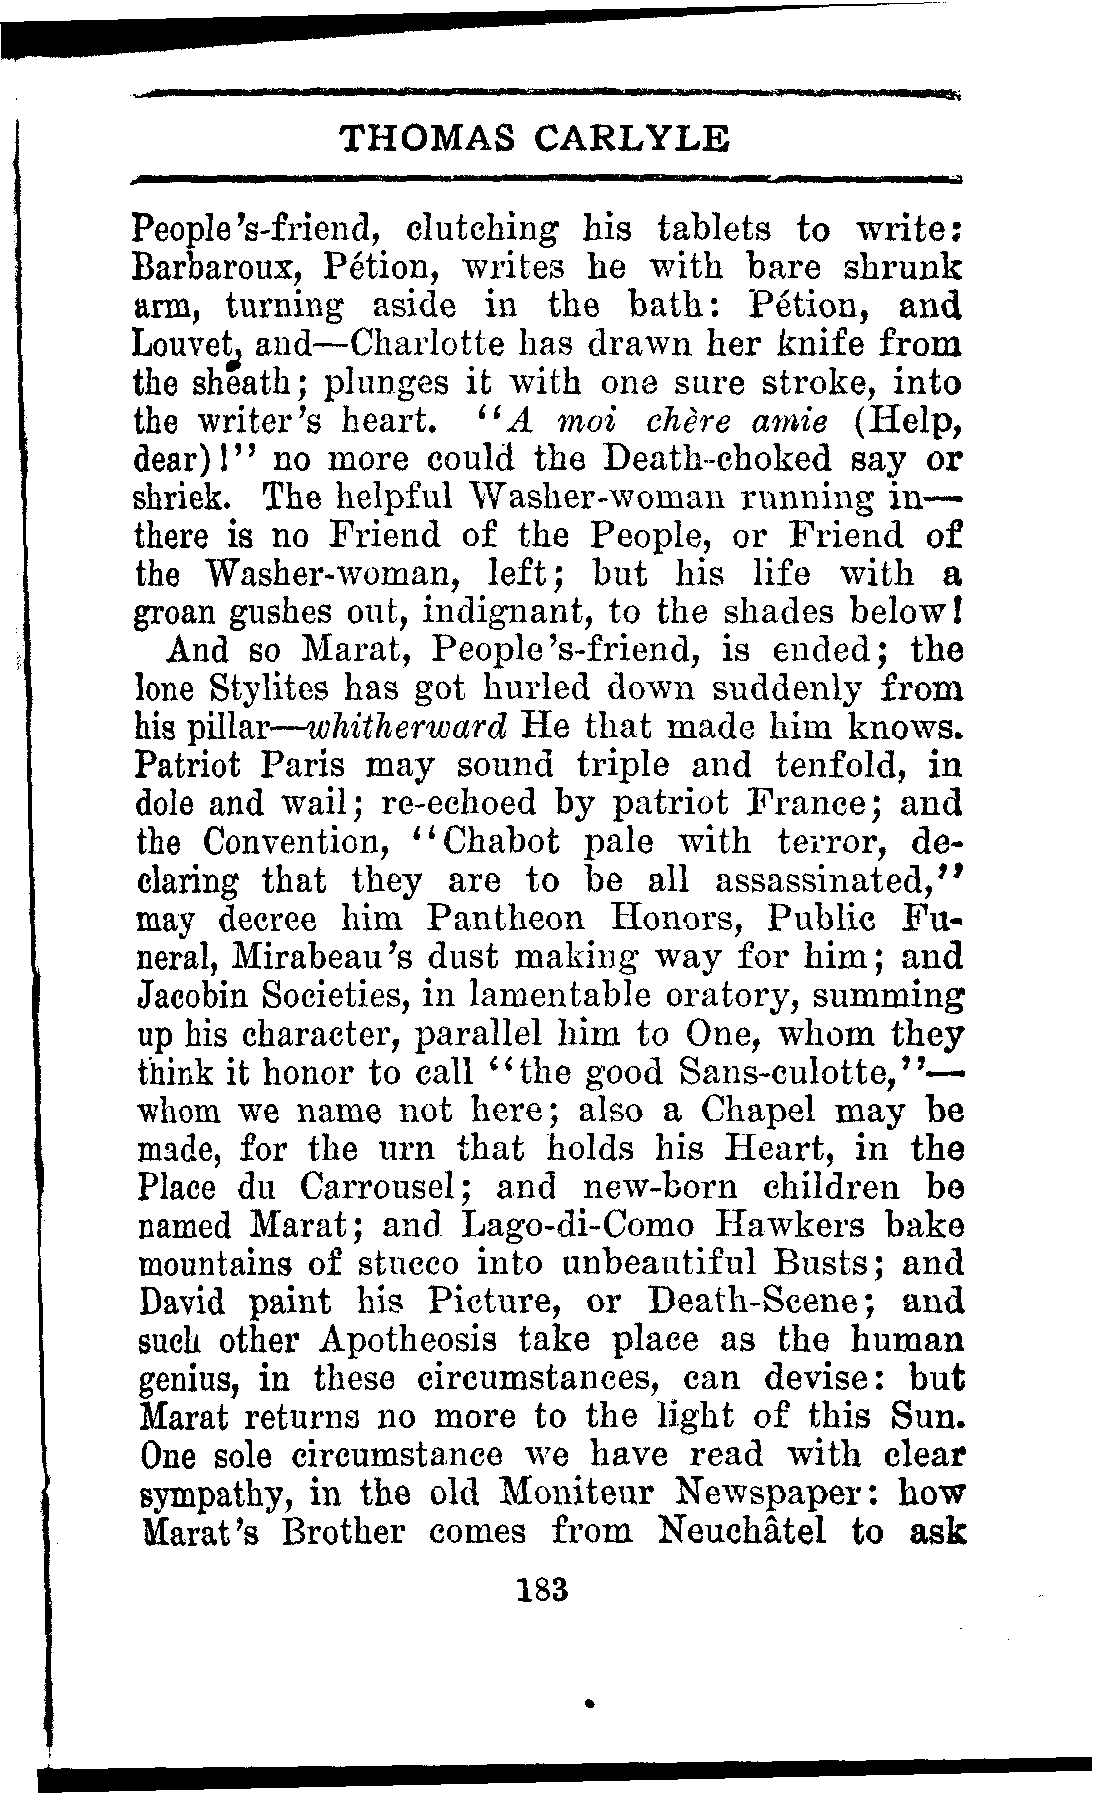 THOMAS CARLYLE
People's-friend, clutching his tablets to write:
Barbaroux, Pétion, writes he with bare shrunk
arm, turning aside in the bath: Pétion, and
Louvet, and—Charlotte has drawn her knife from
the sheath; plunges it with one sure stroke, into
the writer's heart. "A moi chère amie (Help,
dear)!" no more could the Death-choked say or
shriek. The helpful Washer-woman running in—
there is no Friend of the People, or Friend of
the Washer-woman, left; but his life with a
groan gushes out, indignant, to the shades below!
And so Marat, People's-friend, is ended; the
lone Stylites has got hurled down suddenly from
his pillar—whitherward He that made him knows.
Patriot Paris may sound triple and tenfold, in
dole and wail; re-echoed by patriot France; and
the Convention, "Chabot pale with terror, de-
claring that they are to be all assassinated,"
may decree him Pantheon Honors, Public Fu-
neral, Mirabeau's dust making way for him; and
Jacobin Societies, in lamentable oratory, summing
up his character, parallel him to One, whom they
think it honor to call "the good Sans-culotte,"—
whom we name not here; also a Chapel may be
made, for the urn that holds his Heart, in the
Place du Carrousel; and new-born children be
named Marat; and Lago-di-Como Hawkers bake
mountains of stucco into unbeautiful Busts; and
David paint his Picture, or Death-Scene; and
such other Apotheosis take place as the human
genius, in these circumstances, can devise: but
Marat returns no more to the light of this Sun.
One sole circumstance we have read with clear
sympathy, in the old Moniteur Newspaper: how
Marat's Brother comes from Neuchâtel to ask
183